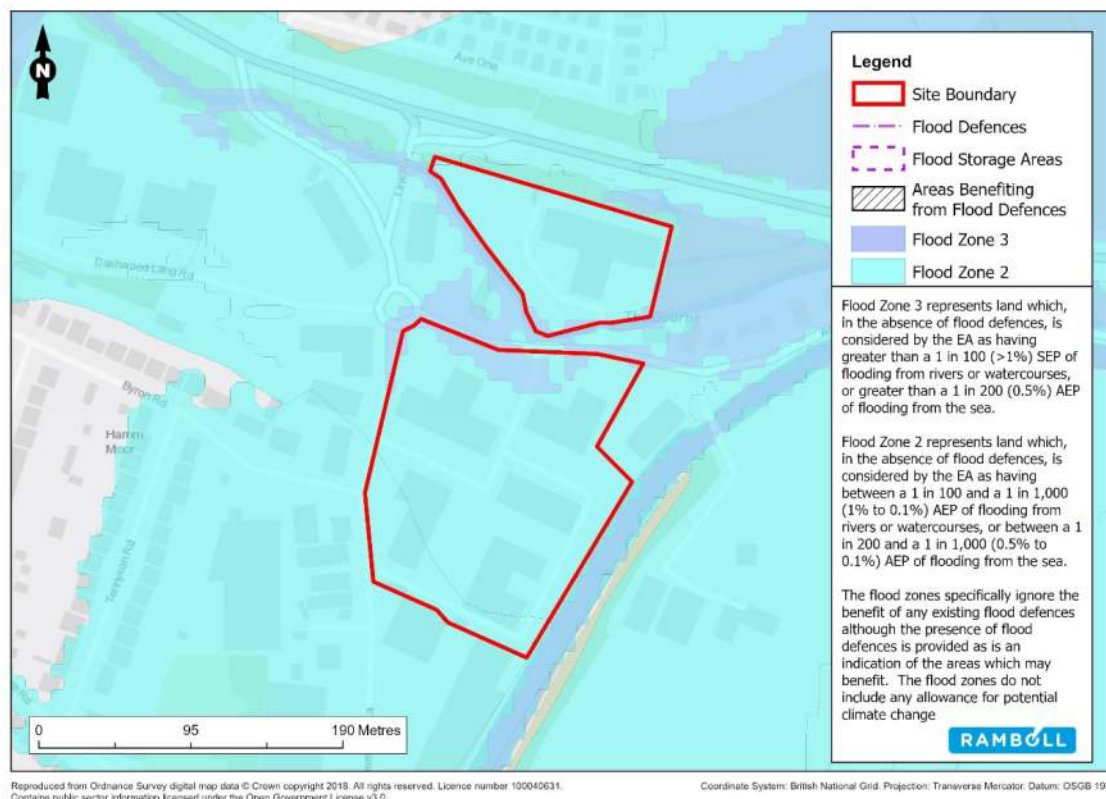 N
Ave One
Dashwood Lang Rd
Byron Rd
Hamm
Moor
The Bourne
0
95
190 Metres
Legend
Site Boundary
Flood Defences
Flood Storage Areas
Areas Benefiting
from Flood Defences
Flood Zone 3
Flood Zone 2
Flood Zone 3 represents land which,
in the absence of flood defences, is
considered by the EA as having
greater than a 1 in 100 (>1%) SEP of
flooding from rivers or watercourses,
or greater than a 1 in 200 (0.5%) AEP
of flooding from the sea.
Flood Zone 2 represents land which,
in the absence of flood defences, is
considered by the EA as having
between a 1 in 100 and a 1 in 1,000
(1% to 0.1%) AEP of flooding from
rivers or watercourses, or between a 1
in 200 and a 1 in 1,000 (0.5% to
0.1%) AEP of flooding from the sea.
The flood zones specifically ignore the
benefit of any existing flood defences
although the presence of flood
defences is provided as is an
indication of the areas which may
benefit. The flood zones do not
include any allowance for potential
climate change
RAMBOLL
Reproduced from Ordnance Survey digital map data © Crown copyright 2018. All rights reserved. Licence number 100040631.
Contains public sector information licensed under the Open Government License v3.0
Coordinate System: British National Grid. Projection: Transverse Mercator. Datum: OSGB 19